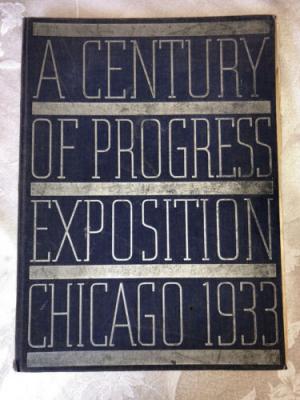 A CENTURY
OF PROGRESS
EXPOSITION
CHICAGO 1933